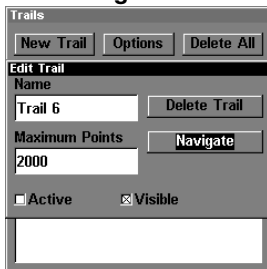 Trails
New Trail Options Delete All
Edit Trail
Name
Trail 6 Delete Trail
Maximum Points Navigate
2000
Active Visible